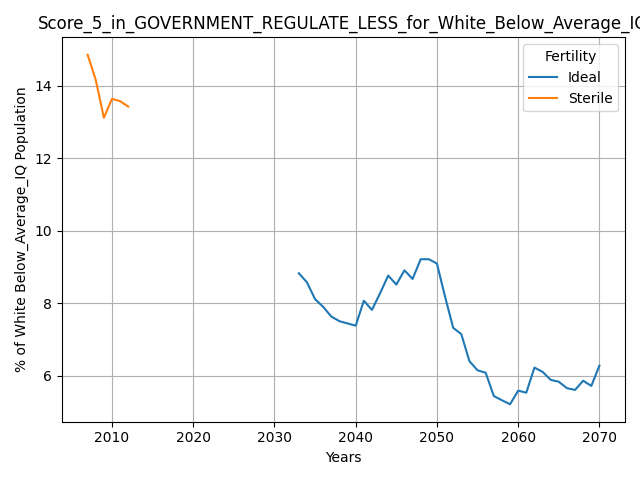 Score_5_in_GOVERNMENT_REGULATE_LESS_for_White_Below_Average_IQ
Fertility
Ideal
Sterile
% of White Below_Average_IQ Population
14
12
10
8
6
2010 2020 2030 2040 2050 2060 2070
Years